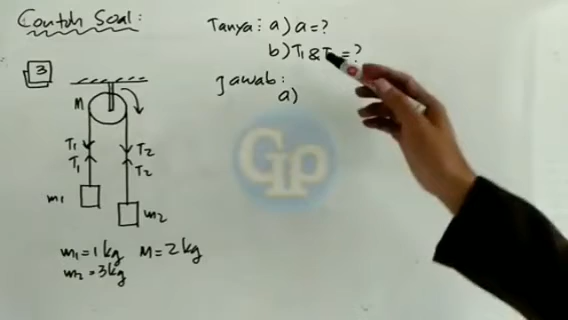 Contoh Soal:
3
M
T1 T2
T1 T2
m1 m2
m1 = 1 kg M = 2 kg
m2 = 3 kg
Tanya: a) a = ?
b) T1 & T = ?
Jawab:
a)
GP